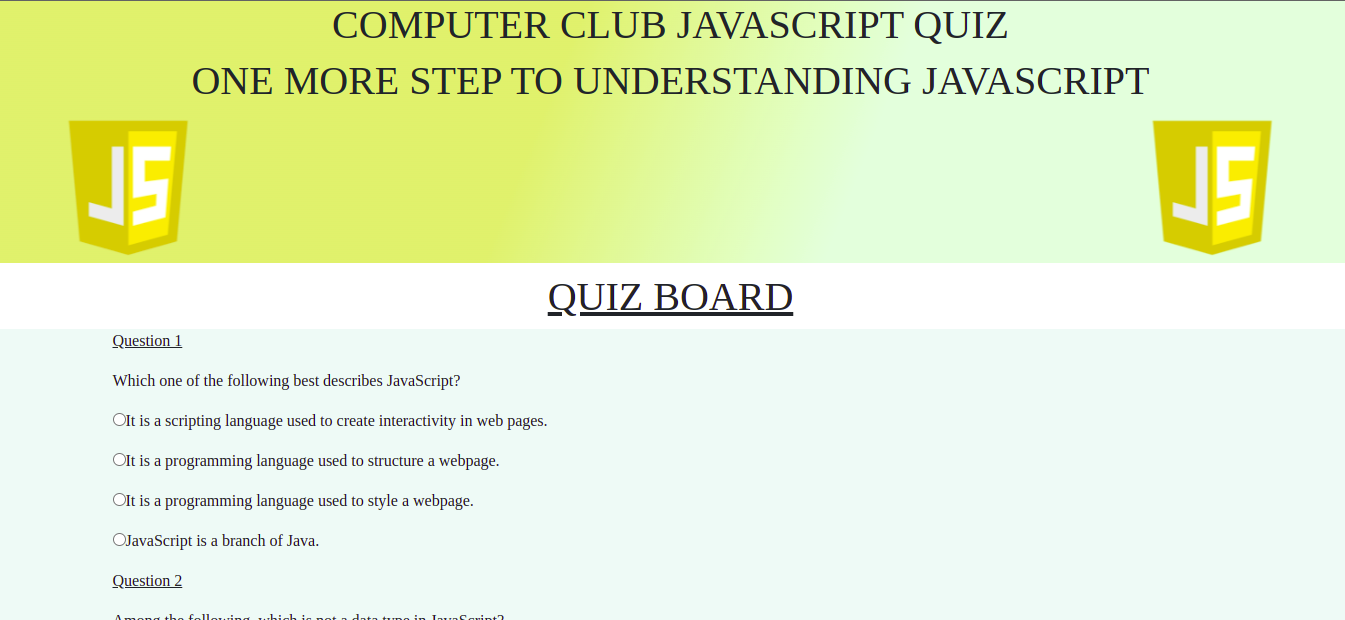 COMPUTER CLUB JAVASCRIPT QUIZ
ONE MORE STEP TO UNDERSTANDING JAVASCRIPT
JS JS
QUIZ BOARD
Question 1
Which one of the following best describes JavaScript?
It is a scripting language used to create interactivity in web pages.
It is a programming language used to structure a webpage.
It is a programming language used to style a webpage.
JavaScript is a branch of Java.
Question 2
Among the following, which is not a data type in JavaScript?